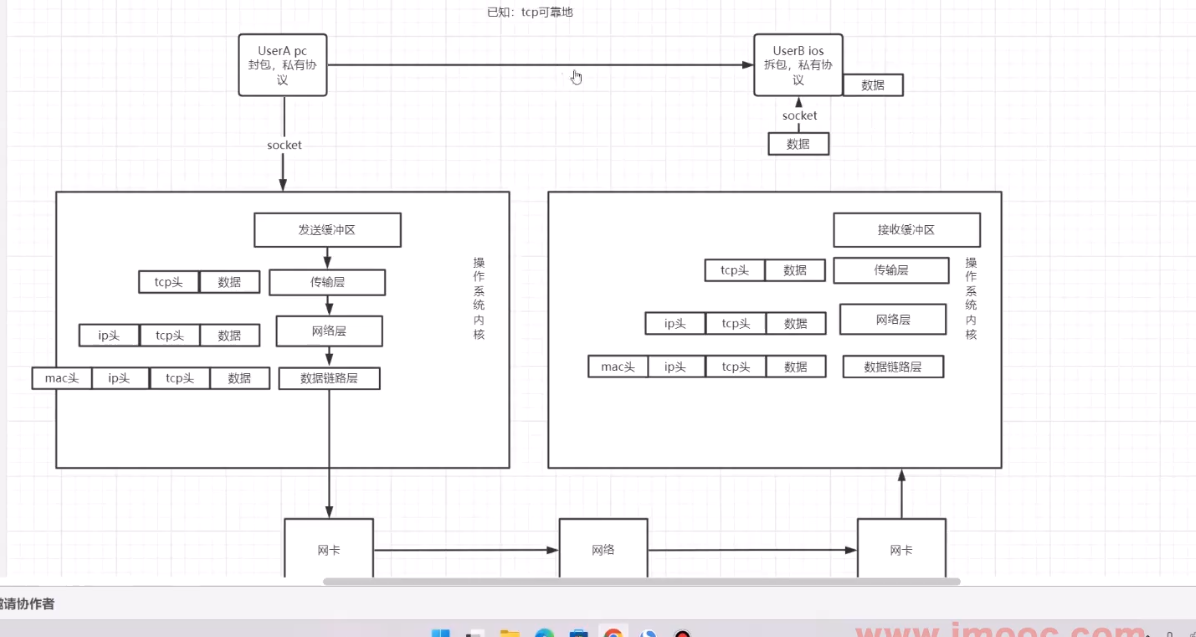 已知：tcp可靠地
UserA pc
封包，私有协
议
UserB ios
拆包，私有协
议
数据
socket
数据
socket
发送缓冲区
接收缓冲区
tcp头 数据 传输层
tcp头 数据 传输层
ip头 tcp头 数据 网络层
ip头 tcp头 数据 网络层
mac头 ip头 tcp头 数据 数据链路层
mac头 ip头 tcp头 数据 数据链路层
操
作
系
统
内
核
操
作
系
统
内
核
网卡
网络
网卡
请协作者
www.imooc.com